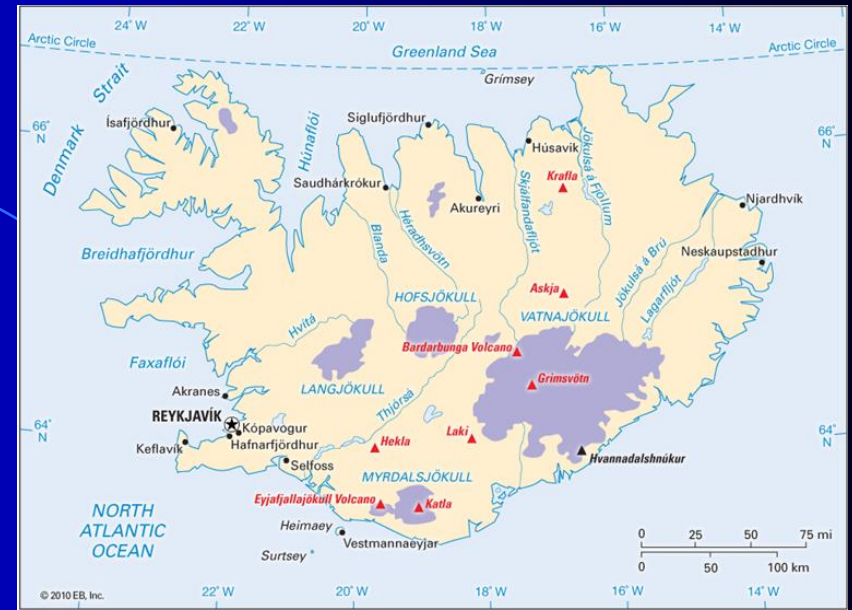 24° W
22° W
20° W
18° W
16° W
Arctic Circle
Greenland Sea
Arctic Circle
Grímsey
Denmark Strait
66° N
66° N
Ísafjördhur
Húnaflói
Siglufjördhur
Húsavík
Jökulsá á Fjöllum
Krafla
Saudhárkrókur
Akureyri
Skjálfandafljót
Njardhvík
Blanda
Héradhsvötn
Neskaupstadhur
Breidhafjördhur
Jökulsá á Brú
Lagarfljót
Askja
HOFSJÖKULL
VATNAJÖKULL
Hvítá
Bardarbunga Volcano
Faxaflói
Grímsvötn
LANGJÖKULL
Akranes
Thjórsá
REYKJAVÍK
Kópavogur
64° N
64° N
Laki
Keflavík
Hafnarfjördhur
Hekla
Hvannadalshnúkur
Selfoss
MYRDALSJÖKULL
Eyjafjallajökull Volcano
Katla
NORTH
ATLANTIC
OCEAN
Heimaey
Vestmannaeyjar
Surtsey
0 25 50 75 mi
0 50 100 km
© 2010 EB, Inc.
22° W
20° W
18° W
16° W
14° W